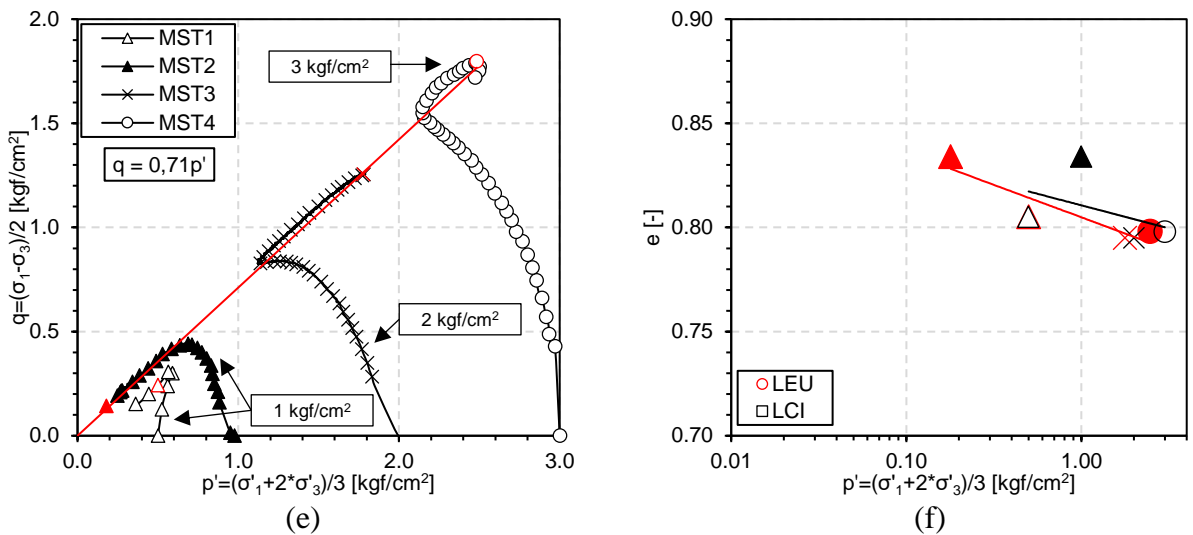 2.0
1.5
1.0
0.5
0.0
q=(σ1-σ3)/2 [kgf/cm²]
MST1
MST2
MST3
MST4
q = 0,71p'
3 kgf/cm²
2 kgf/cm²
1 kgf/cm²
0.0 1.0 2.0 3.0
p'=(σ'1+2*σ'3)/3 [kgf/cm²]
(e)
0.90
0.85
0.80
0.75
0.70
e [-]
LEU
LCI
0.01 0.10 1.00
p'=(σ'1+2*σ'3)/3 [kgf/cm²]
(f)